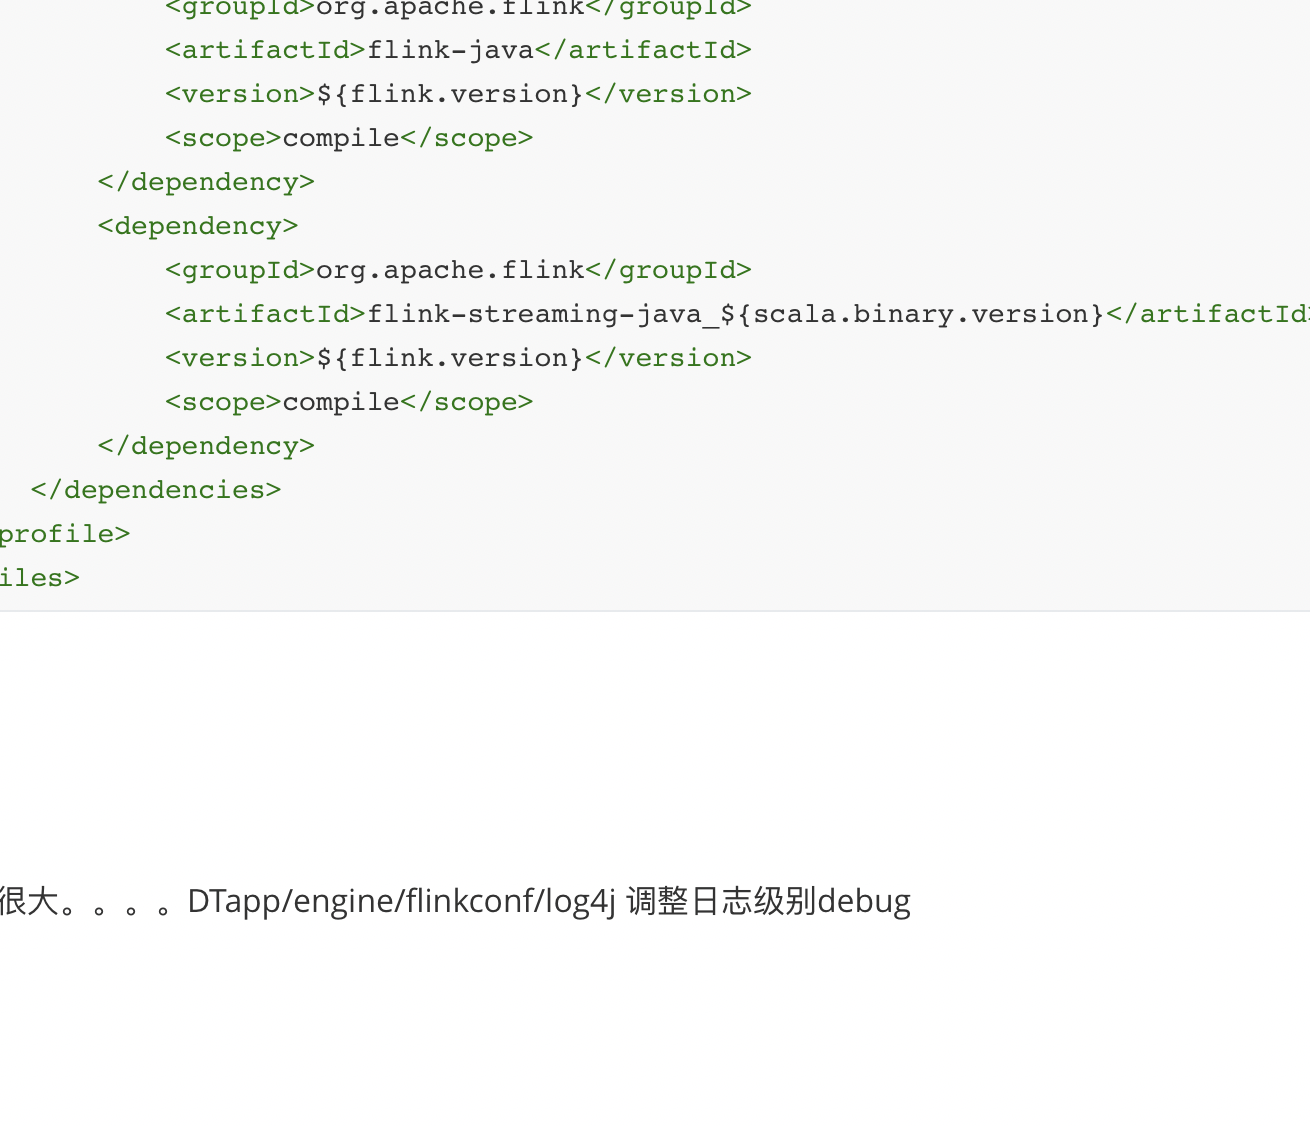 <groupId>org.apache.flink</groupId>
<artifactId>flink-java</artifactId>
<version>${flink.version}</version>
<scope>compile</scope>
</dependency>
<dependency>
<groupId>org.apache.flink</groupId>
<artifactId>flink-streaming-java_${scala.binary.version}</artifactId>
<version>${flink.version}</version>
<scope>compile</scope>
</dependency>
</dependencies>
profile>
iles>
很大。。。。DTapp/engine/flinkconf/log4j 调整日志级别debug